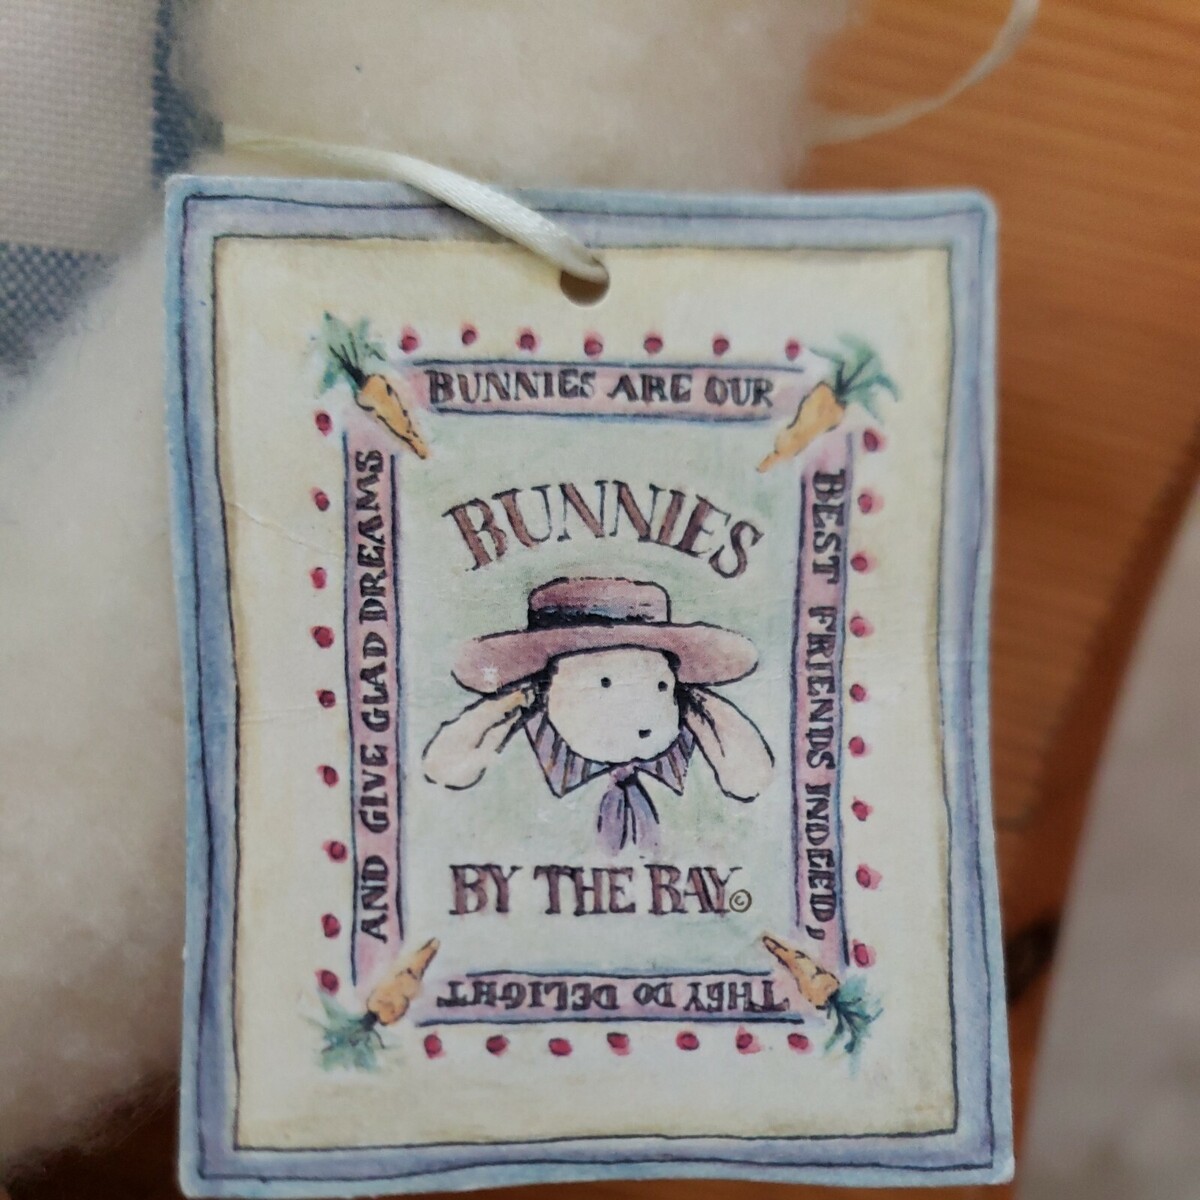 BUNNIES ARE OUR
BEST FRIENDS INDEED,
THEY DO DELIGHT
AND GIVE GLAD DREAMS
BUNNIES
BY THE BAY©